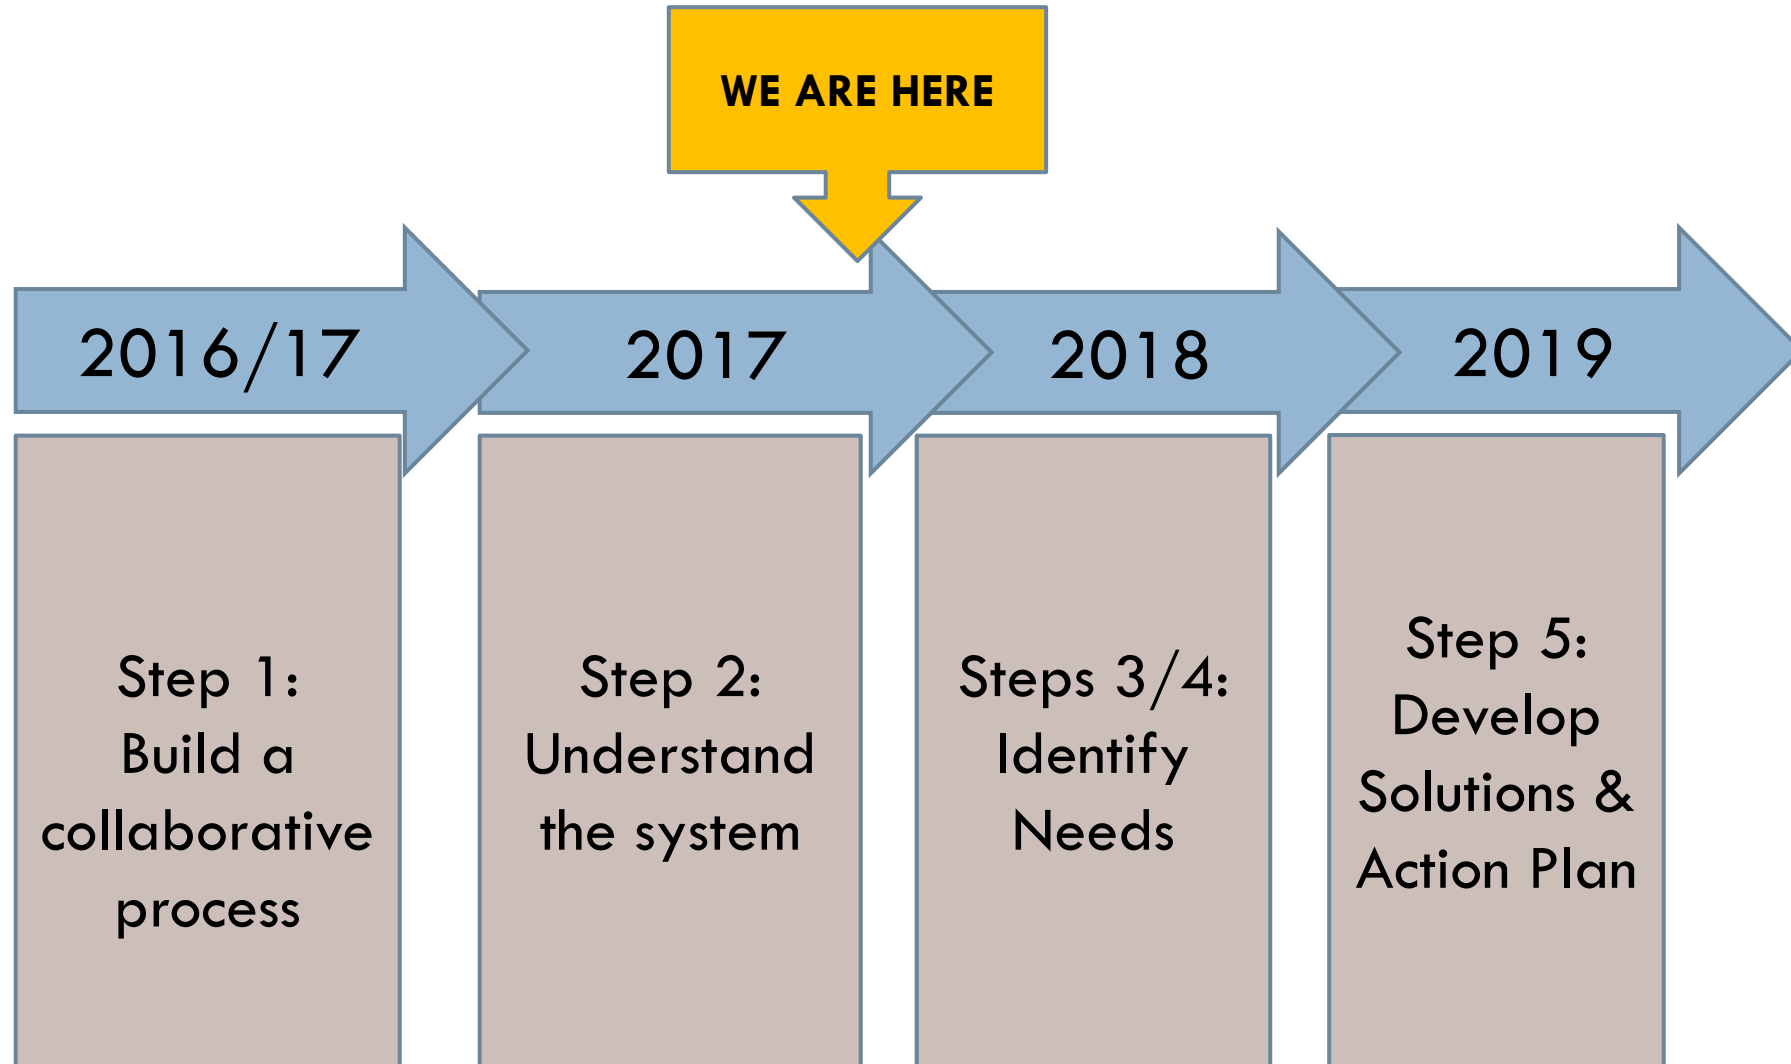 WE ARE HERE
2016/17
2017
2018
2019
Step 1:
Build a
collaborative
process
Step 2:
Understand
the system
Steps 3/4:
Identify
Needs
Step 5:
Develop
Solutions &
Action Plan